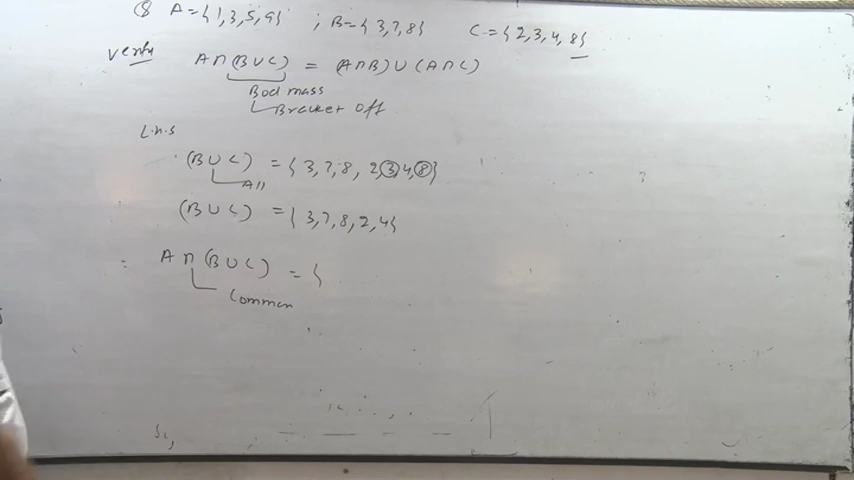 Q A={1,3,5,9} ; B={3,7,8} C={2,3,4,8}
Verify A∩(B∪C) = (A∩B)∪(A∩C)
Bod mass
Bracket Off
L.H.S
(B∪C) = {3,7,8,2,3,4,8}
All
(B∪C) = {3,7,8,2,4}
= A∩(B∪C) = {
Common